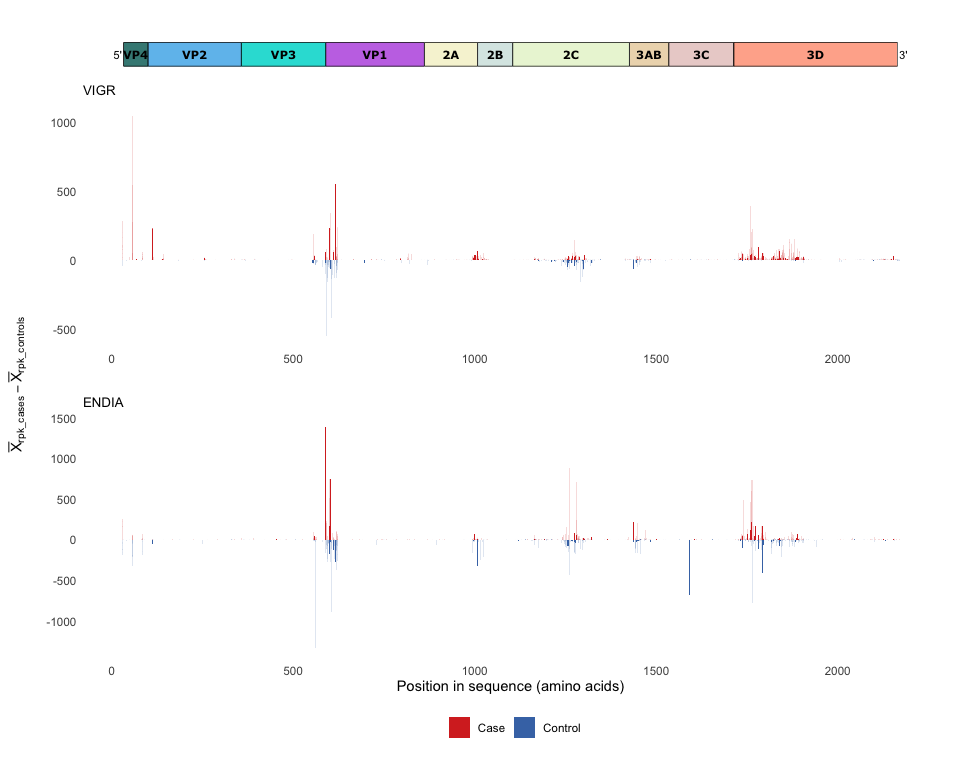 5' VP4 VP2 VP3 VP1 2A 2B 2C 3AB 3C 3D 3'
VIGR
1000
500
0
-500
0 500 1000 1500 2000
ENDIA
1500
1000
500
0
-500
-1000
0 500 1000 1500 2000
X̅rpk_cases − X̅rpk_controls
Position in sequence (amino acids)
Case Control